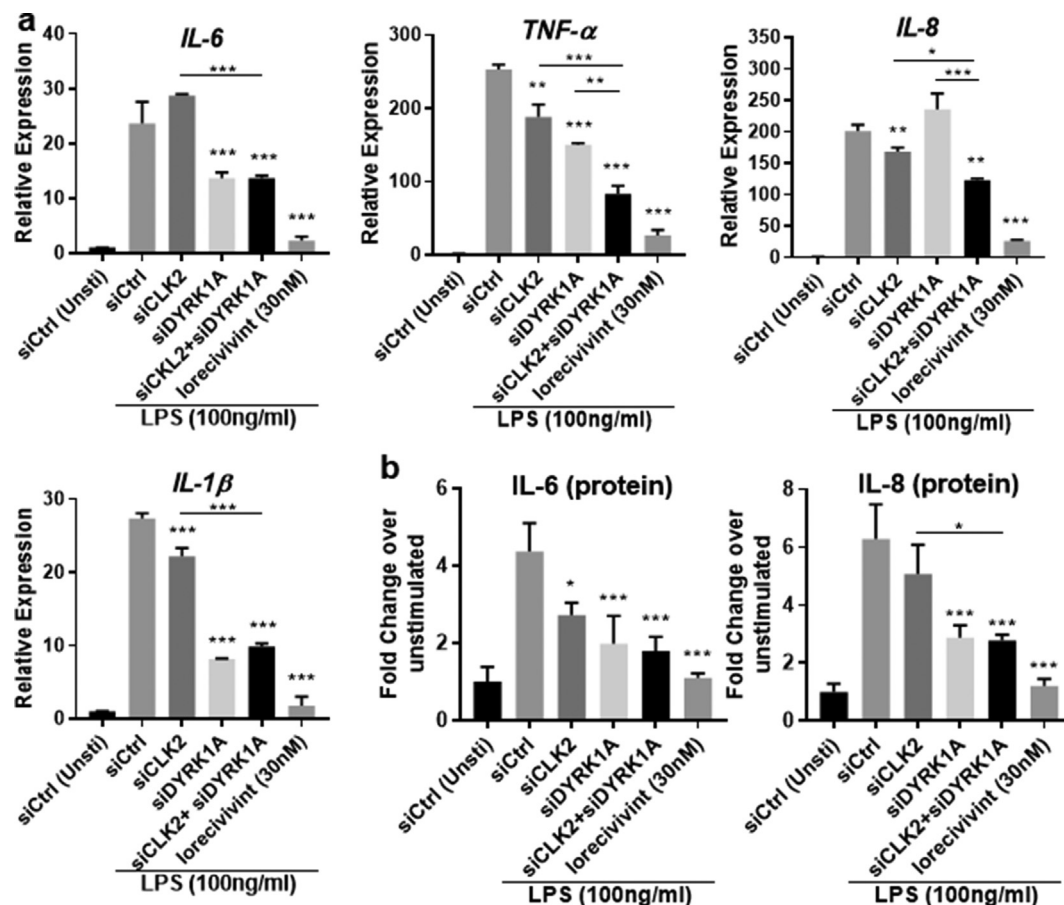 a
IL-6
Relative Expression
40
30
20
10
0
***
***
***
***
siCtrl (Unsti)
siCtrl
siCLK2
siDYRK1A
siCKL2+siDYRK1A
lorecivivint (30nM)
LPS (100ng/ml)
TNF-α
Relative Expression
300
200
100
0
**
***
**
***
***
***
siCtrl (Unsti)
siCtrl
siCLK2
siDYRK1A
siCLK2+siDYRK1A
lorecivivint (30nM)
LPS (100ng/ml)
IL-8
Relative Expression
350
300
250
200
150
100
50
0
*
***
**
**
***
siCtrl (Unsti)
siCtrl
siCLK2
siDYRK1A
siCLK2+siDYRK1A
lorecivivint (30nM)
LPS (100ng/ml)
IL-1β
Relative Expression
30
20
10
0
***
***
***
***
***
siCtrl (Unsti)
siCtrl
siCLK2
siDYRK1A
siCLK2+ siDYRK1A
lorecivivint (30nM)
LPS (100ng/ml)
b
IL-6 (protein)
Fold Change over
unstimulated
6
4
2
0
*
***
***
***
siCtrl (Unsti)
siCtrl
siCLK2
siDYRK1A
siCLK2+siDYRK1A
lorecivivint (30nM)
LPS (100ng/ml)
IL-8 (protein)
Fold Change over
unstimulated
8
6
4
2
0
*
***
***
***
siCtrl (Unsti)
siCtrl
siCLK2
siDYRK1A
siCLK2+siDYRK1A
lorecivivint (30nM)
LPS (100ng/ml)